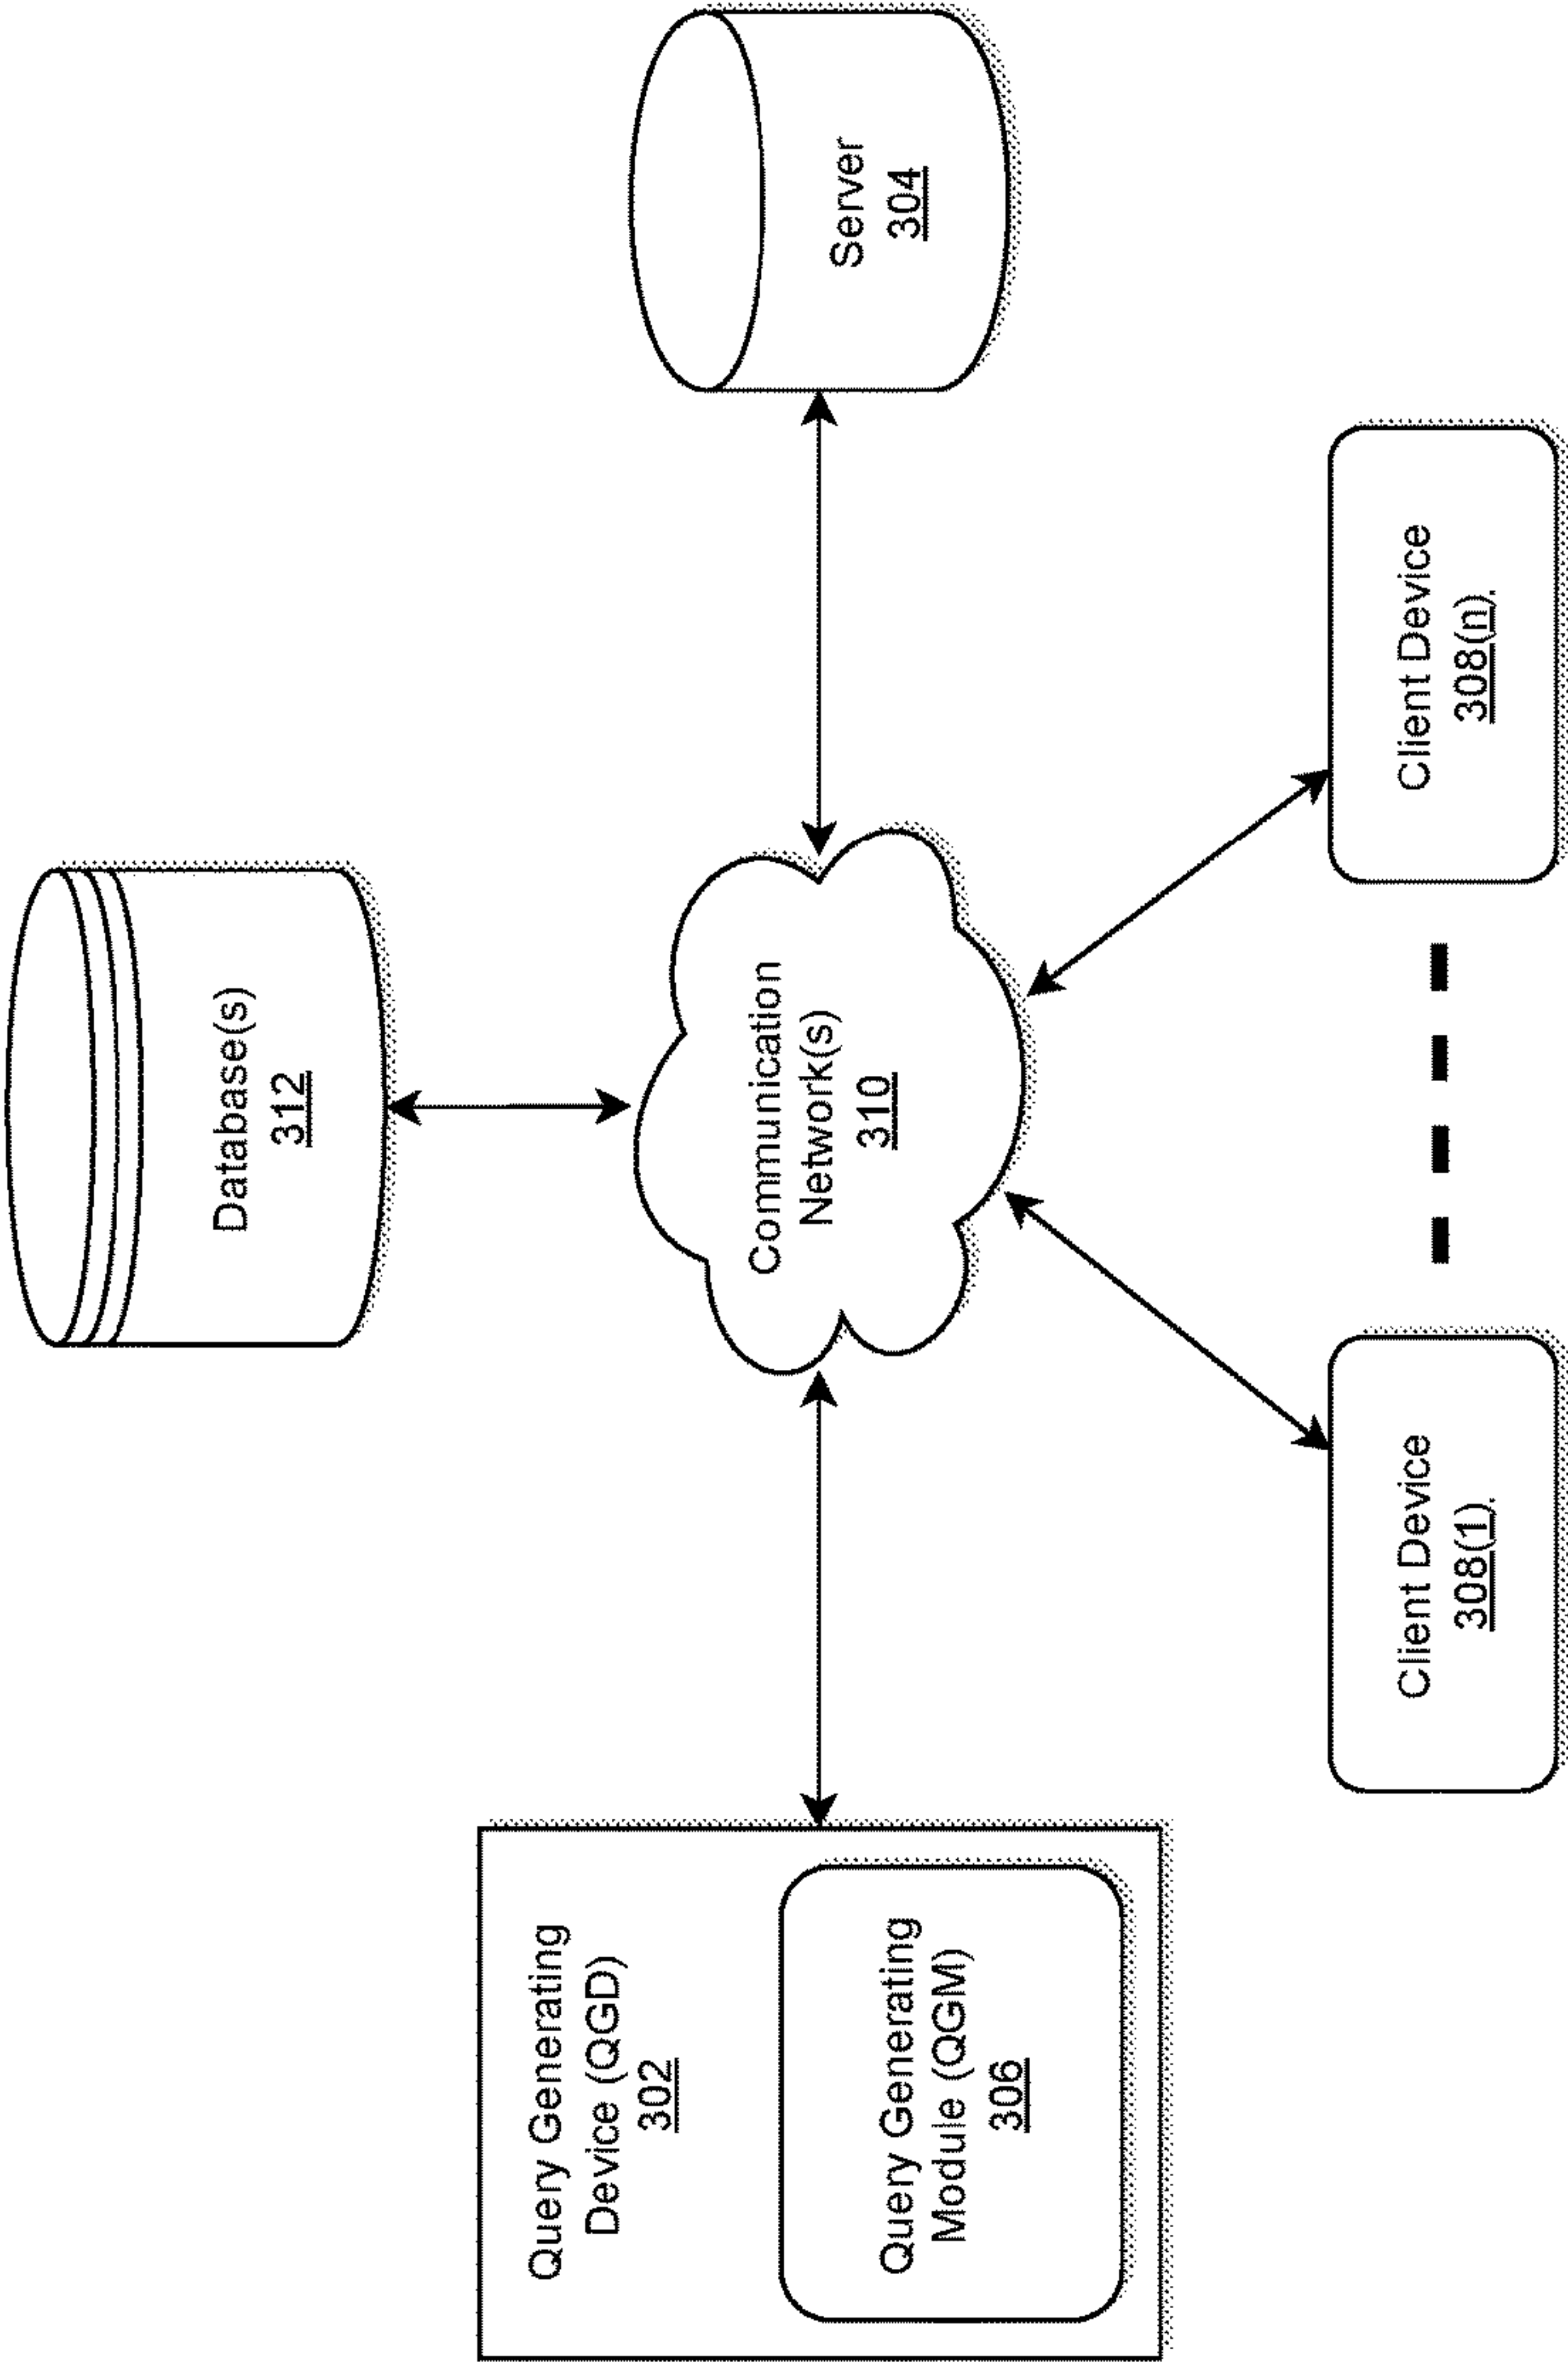 Database(s)
312
Query Generating
Device (QGD)
302
Query Generating
Module (QGM)
306
Communication
Network(s)
310
Server
304
Client Device
308(1)
Client Device
308(n)